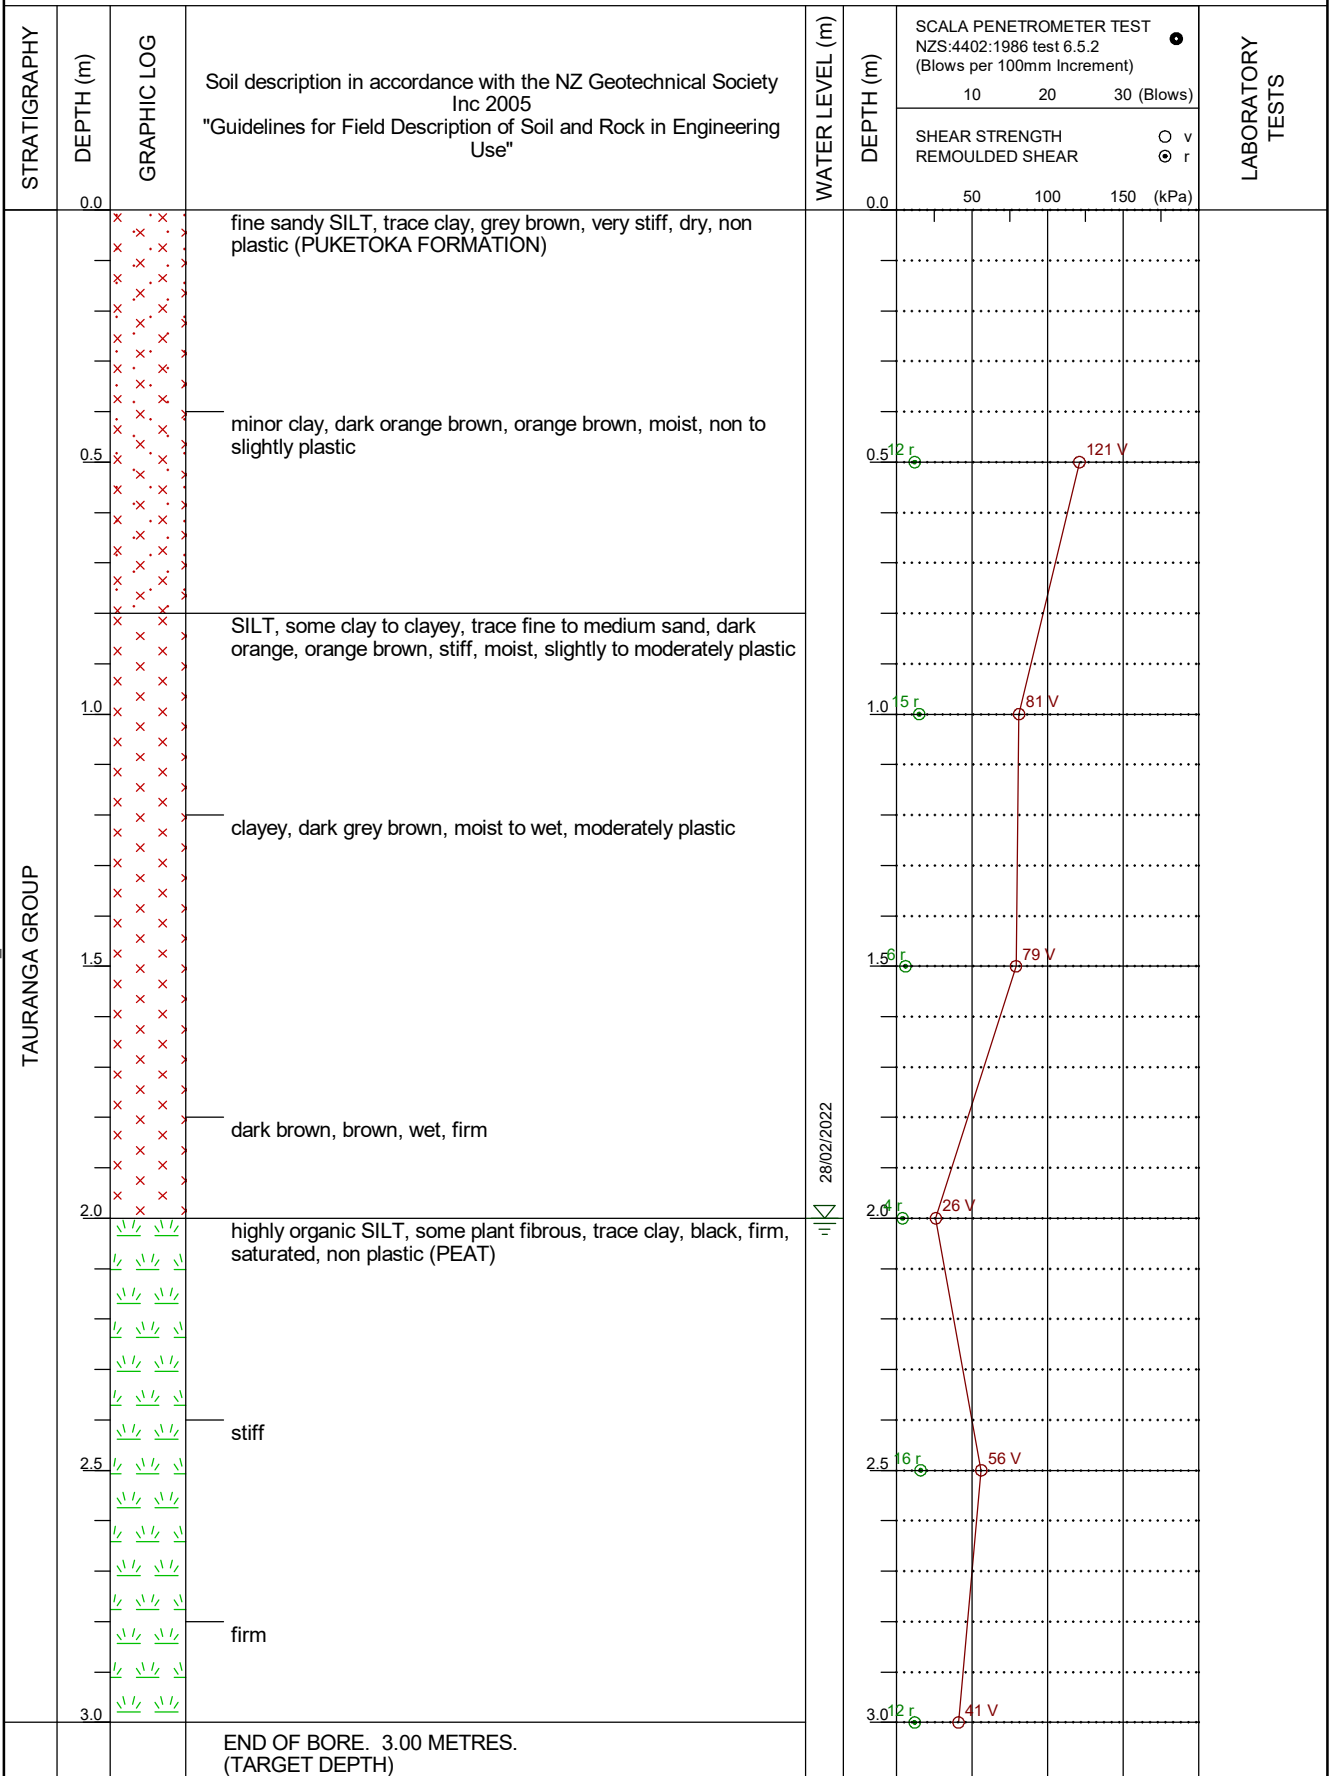 STRATIGRAPHY
DEPTH (m)
GRAPHIC LOG
Soil description in accordance with the NZ Geotechnical Society
Inc 2005
"Guidelines for Field Description of Soil and Rock in Engineering
Use"
WATER LEVEL (m)
DEPTH (m)
SCALA PENETROMETER TEST
NZS:4402:1986 test 6.5.2
(Blows per 100mm Increment)
10 20 30 (Blows)
SHEAR STRENGTH v
REMOULDED SHEAR r
50 100 150 (kPa)
LABORATORY
TESTS
0.0
0.0
fine sandy SILT, trace clay, grey brown, very stiff, dry, non
plastic (PUKETOKA FORMATION)
minor clay, dark orange brown, orange brown, moist, non to
slightly plastic
0.5
0.5
12 r
121 V
SILT, some clay to clayey, trace fine to medium sand, dark
orange, orange brown, stiff, moist, slightly to moderately plastic
1.0
1.0
15 r
81 V
clayey, dark grey brown, moist to wet, moderately plastic
TAURANGA GROUP
1.5
1.5
6 r
79 V
dark brown, brown, wet, firm
28/02/2022
2.0
2.0
4 r
26 V
highly organic SILT, some plant fibrous, trace clay, black, firm,
saturated, non plastic (PEAT)
stiff
2.5
2.5
16 r
56 V
firm
3.0
3.0
12 r
41 V
END OF BORE. 3.00 METRES.
(TARGET DEPTH)